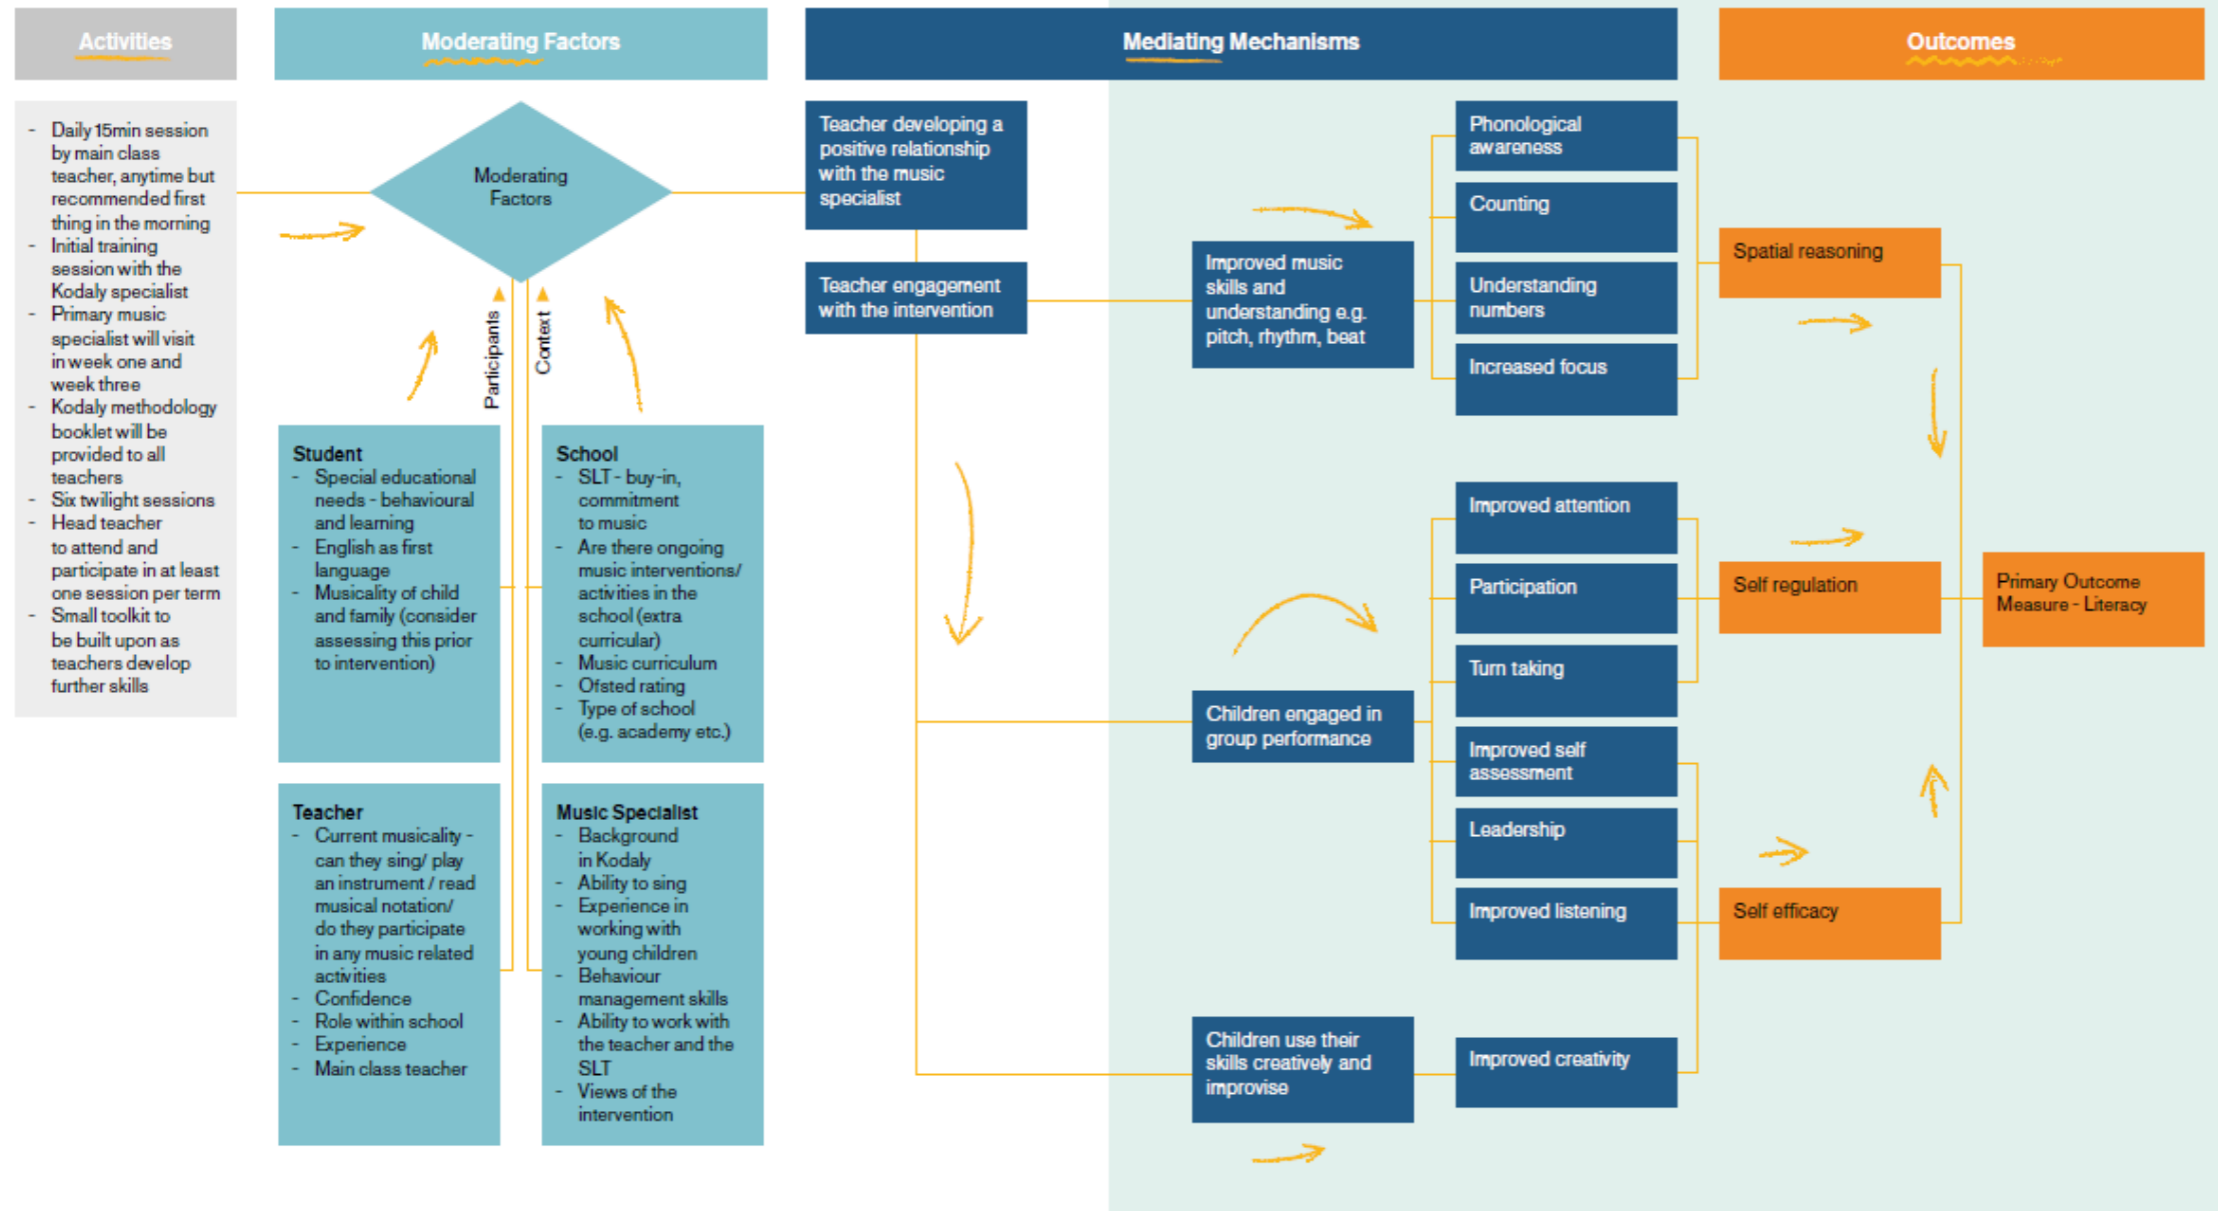 Activities
Moderating Factors
Mediating Mechanisms
Outcomes
- Daily 15min session
by main class
teacher, anytime but
recommended first
thing in the morning
- Initial training
session with the
Kodaly specialist
- Primary music
specialist will visit
in week one and
week three
- Kodaly methodology
booklet will be
provided to all
teachers
- Six twilight sessions
- Head teacher
to attend and
participate in at least
one session per term
- Small toolkit to
be built upon as
teachers develop
further skills
Moderating
Factors
Participants
Context
Student
- Special educational
needs - behavioural
and learning
- English as first
language
- Musicality of child
and family (consider
assessing this prior
to intervention)
School
- SLT - buy-in,
commitment
to music
- Are there ongoing
music interventions/
activities in the
school (extra
curricular)
- Music curriculum
- Ofsted rating
- Type of school
(e.g. academy etc.)
Teacher
- Current musicality -
can they sing/ play
an instrument / read
musical notation/
do they participate
in any music related
activities
- Confidence
- Role within school
- Experience
- Main class teacher
Music Specialist
- Background
in Kodaly
- Ability to sing
- Experience in
working with
young children
- Behaviour
management skills
- Ability to work with
the teacher and the
SLT
- Views of the
intervention
Teacher developing a
positive relationship
with the music
specialist
Teacher engagement
with the intervention
Improved music
skills and
understanding e.g.
pitch, rhythm, beat
Children engaged in
group performance
Children use their
skills creatively and
improvise
Phonological
awareness
Counting
Understanding
numbers
Increased focus
Improved attention
Participation
Turn taking
Improved self
assessment
Leadership
Improved listening
Improved creativity
Spatial reasoning
Self regulation
Self efficacy
Primary Outcome
Measure - Literacy